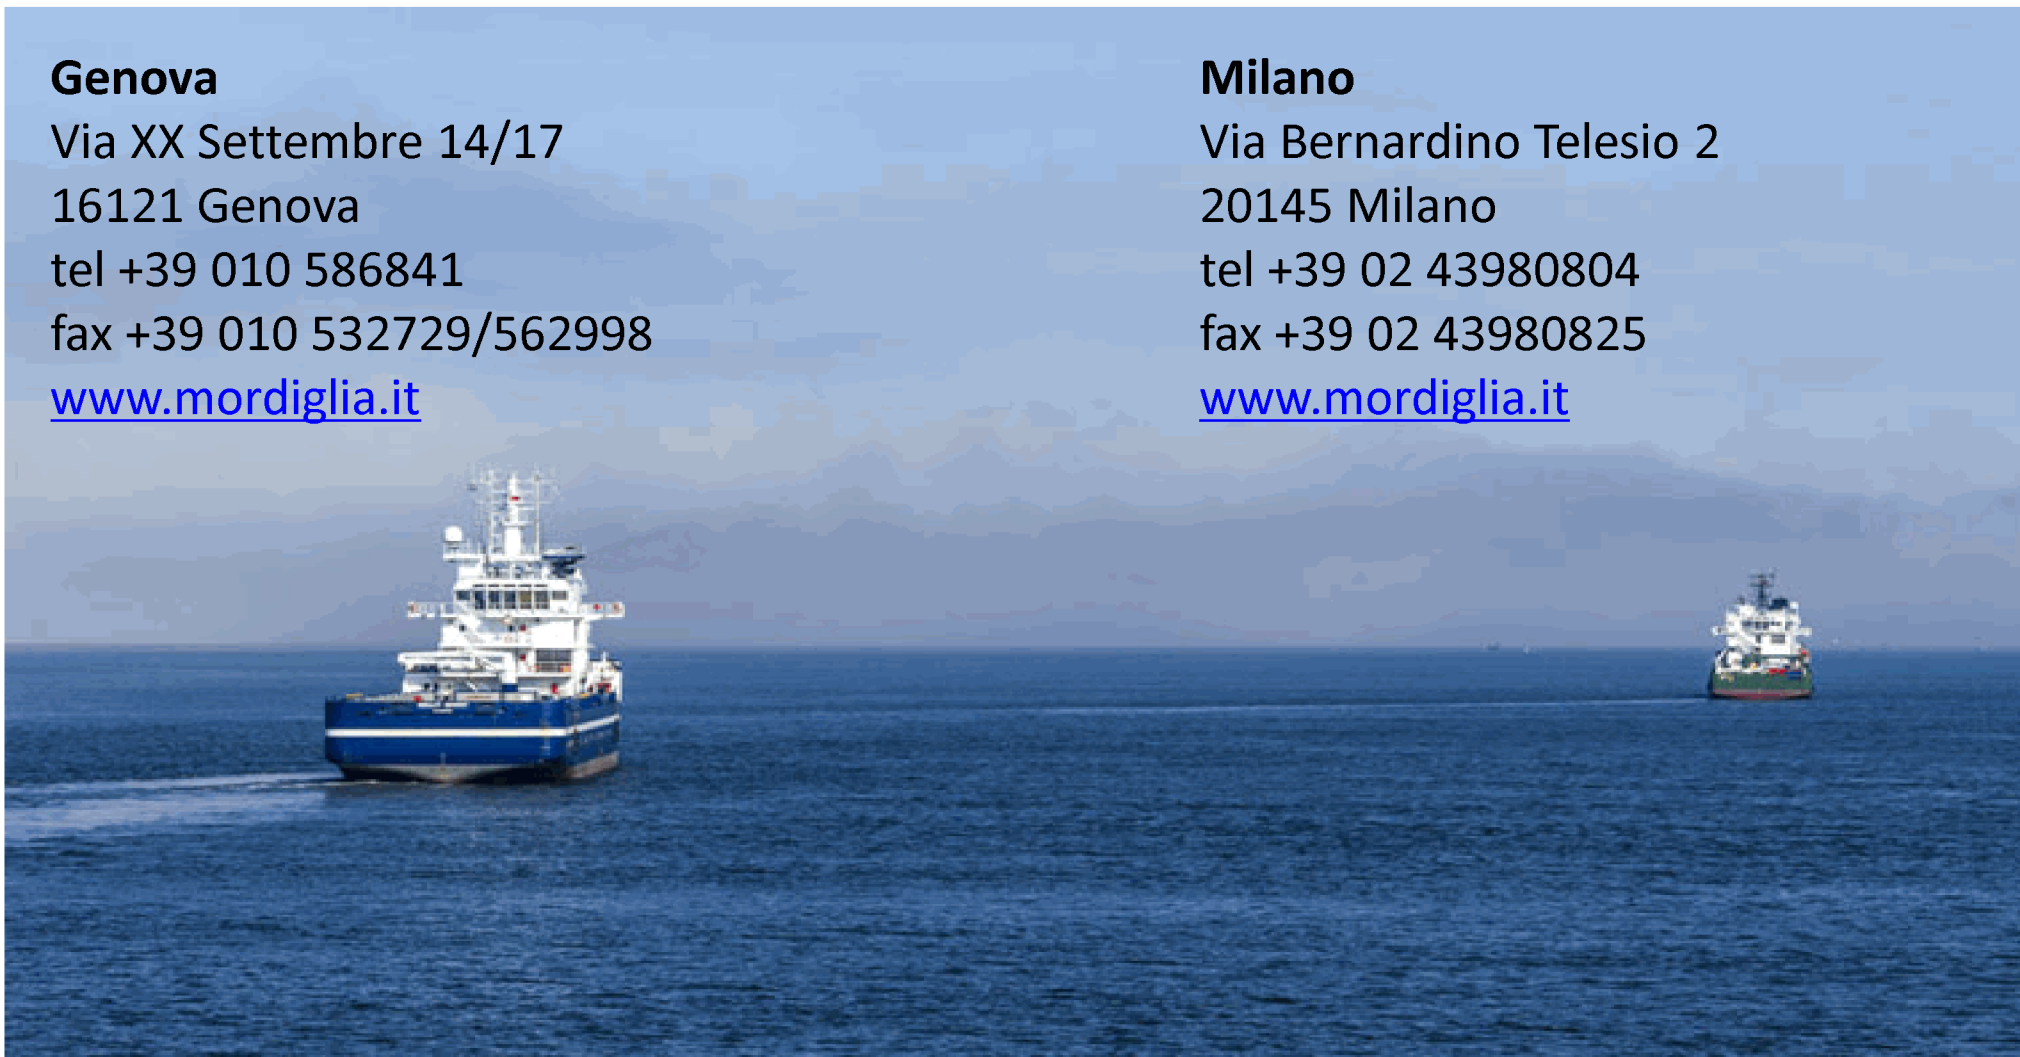 Genova
Via XX Settembre 14/17
16121 Genova
tel +39 010 586841
fax +39 010 532729/562998
www.mordiglia.it
Milano
Via Bernardino Telesio 2
20145 Milano
tel +39 02 43980804
fax +39 02 43980825
www.mordiglia.it